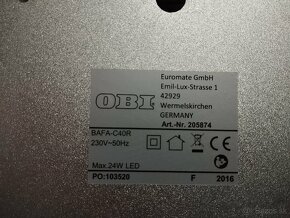 Euromate GmbH
Emil-Lux-Strasse 1
42929
Wermelskirchen
GERMANY
OBI
Art.-Nr. 205874
BAFA-C40R
230V~50Hz
Max.24W LED
PO:103520 F 2016